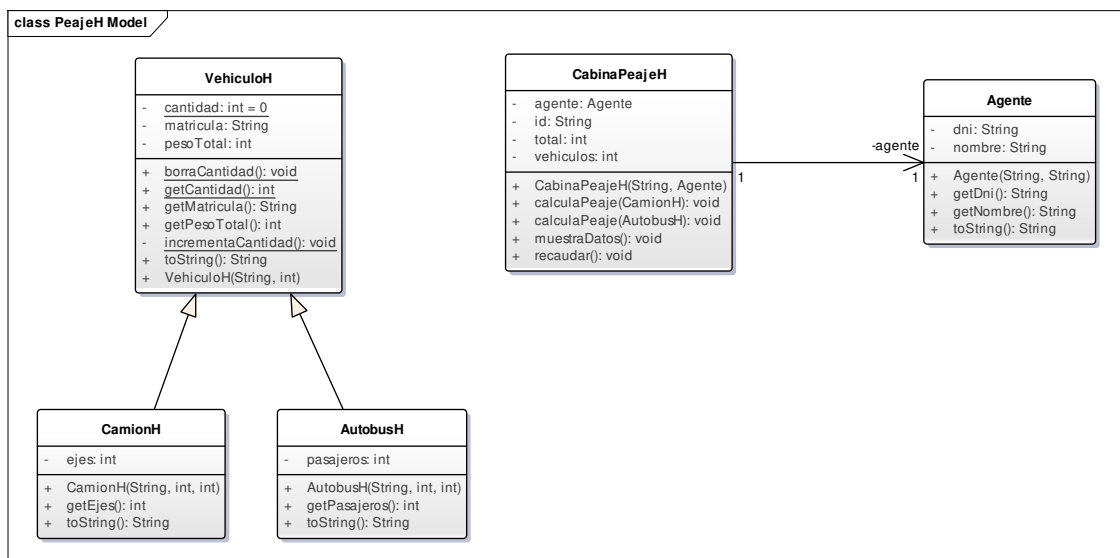 class PeajeH Model
VehiculoH
- cantidad: int = 0
- matricula: String
- pesoTotal: int
+ borraCantidad(): void
+ getCantidad(): int
+ getMatricula(): String
+ getPesoTotal(): int
- incrementaCantidad(): void
+ toString(): String
+ VehiculoH(String, int)
CabinaPeajeH
- agente: Agente
- id: String
- total: int
- vehiculos: int
+ CabinaPeajeH(String, Agente)
+ calculaPeaje(CamionH): void
+ calculaPeaje(AutobusH): void
+ muestraDatos(): void
+ recaudar(): void
-agente
1
1
Agente
- dni: String
- nombre: String
+ Agente(String, String)
+ getDni(): String
+ getNombre(): String
+ toString(): String
CamionH
- ejes: int
+ CamionH(String, int, int)
+ getEjes(): int
+ toString(): String
AutobusH
- pasajeros: int
+ AutobusH(String, int, int)
+ getPasajeros(): int
+ toString(): String